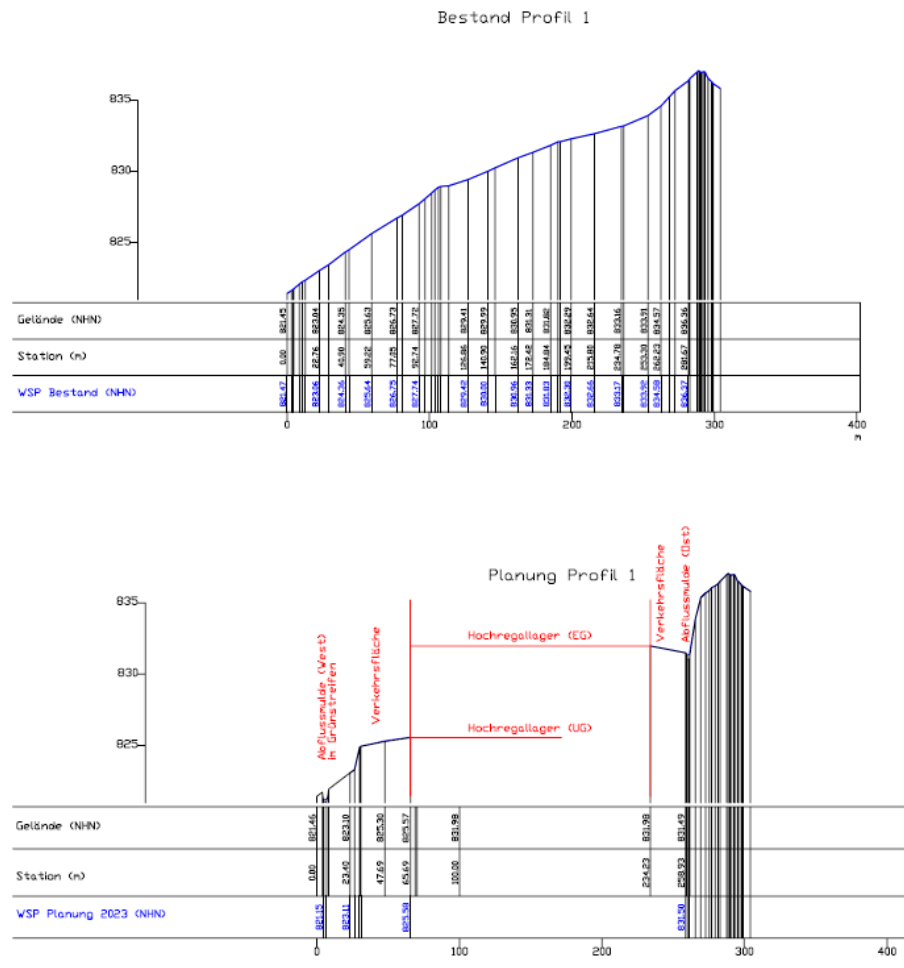 Bestand Profil 1
835
830
825
Gelände (NHN) 821.45 823.04 824.35 825.63 826.73 827.72 829.41 829.99 830.95 831.31 831.82 832.29 832.64 833.16 833.91 834.57 836.36
Station (m) 0.00 22.76 40.90 59.22 77.05 92.74 126.86 140.90 162.16 172.42 184.84 199.45 215.80 234.78 253.30 262.23 281.67
WSP Bestand (NHN) 821.47 823.06 824.36 825.64 826.75 827.74 829.42 830.00 830.96 831.33 831.83 832.30 832.66 833.17 833.92 834.58 836.37
0 100 200 300 400
m
Planung Profil 1
835
830
825
Abflussmulde (West)
in Grünstreifen
Verkehrsfläche
Hochregallager (EG)
Hochregallager (UG)
Verkehrsfläche
Abflussmulde (Ost)
Gelände (NHN) 821.46 823.10 825.30 825.57 831.98 831.98 831.49
Station (m) 0.00 23.40 47.69 65.69 100.00 234.23 258.93
WSP Planung 2023 (NHN) 821.15 823.11 825.58 831.50
0 100 200 300 400